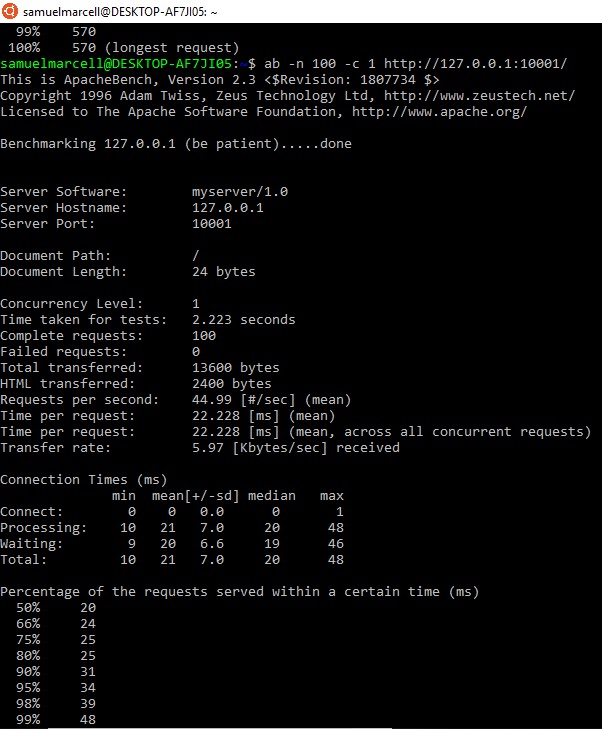 samuelmarcell@DESKTOP-AF7JI05: ~
99% 570
100% 570 (longest request)
samuelmarcell@DESKTOP-AF7JI05:~$ ab -n 100 -c 1 http://127.0.0.1:10001/
This is ApacheBench, Version 2.3 <$Revision: 1807734 $>
Copyright 1996 Adam Twiss, Zeus Technology Ltd, http://www.zeustech.net/
Licensed to The Apache Software Foundation, http://www.apache.org/
Benchmarking 127.0.0.1 (be patient).....done
Server Software: myserver/1.0
Server Hostname: 127.0.0.1
Server Port: 10001
Document Path: /
Document Length: 24 bytes
Concurrency Level: 1
Time taken for tests: 2.223 seconds
Complete requests: 100
Failed requests: 0
Total transferred: 13600 bytes
HTML transferred: 2400 bytes
Requests per second: 44.99 [#/sec] (mean)
Time per request: 22.228 [ms] (mean)
Time per request: 22.228 [ms] (mean, across all concurrent requests)
Transfer rate: 5.97 [Kbytes/sec] received
Connection Times (ms)
min mean[+/-sd] median max
Connect: 0 0 0.0 0 1
Processing: 10 21 7.0 20 48
Waiting: 9 20 6.6 19 46
Total: 10 21 7.0 20 48
Percentage of the requests served within a certain time (ms)
50% 20
66% 24
75% 25
80% 25
90% 31
95% 34
98% 39
99% 48